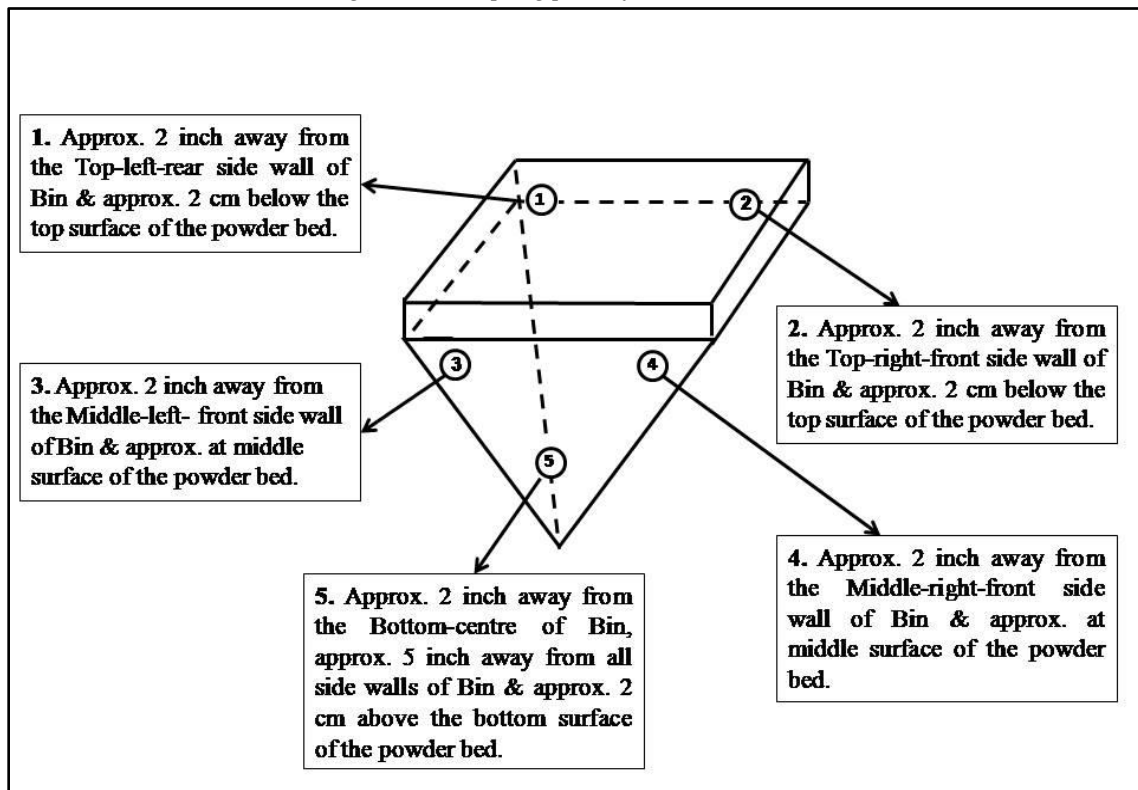 1. Approx. 2 inch away from
the Top-left-rear side wall of
Bin & approx. 2 cm below the
top surface of the powder bed.
1
2
2. Approx. 2 inch away from
the Top-right-front side wall of
Bin & approx. 2 cm below the
top surface of the powder bed.
3
4
3. Approx. 2 inch away from
the Middle-left- front side wall
of Bin & approx. at middle
surface of the powder bed.
5
4. Approx. 2 inch away from
the Middle-right-front side
wall of Bin & approx. at
middle surface of the powder
bed.
5. Approx. 2 inch away from
the Bottom-centre of Bin,
approx. 5 inch away from all
side walls of Bin & approx. 2
cm above the bottom surface
of the powder bed.